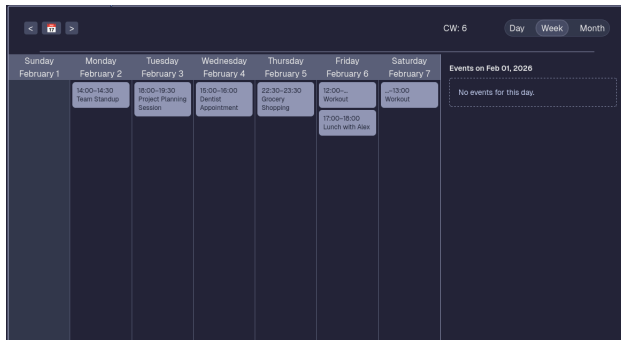 < 📅 >
CW: 6
Day Week Month
Sunday
February 1
Monday
February 2
Tuesday
February 3
Wednesday
February 4
Thursday
February 5
Friday
February 6
Saturday
February 7
14:00–14:30
Team Standup
18:00–19:30
Project Planning
Session
15:00–16:00
Dentist
Appointment
22:30–23:30
Grocery
Shopping
12:00–...
Workout
17:00–18:00
Lunch with Alex
...–13:00
Workout
Events on Feb 01, 2026
No events for this day.